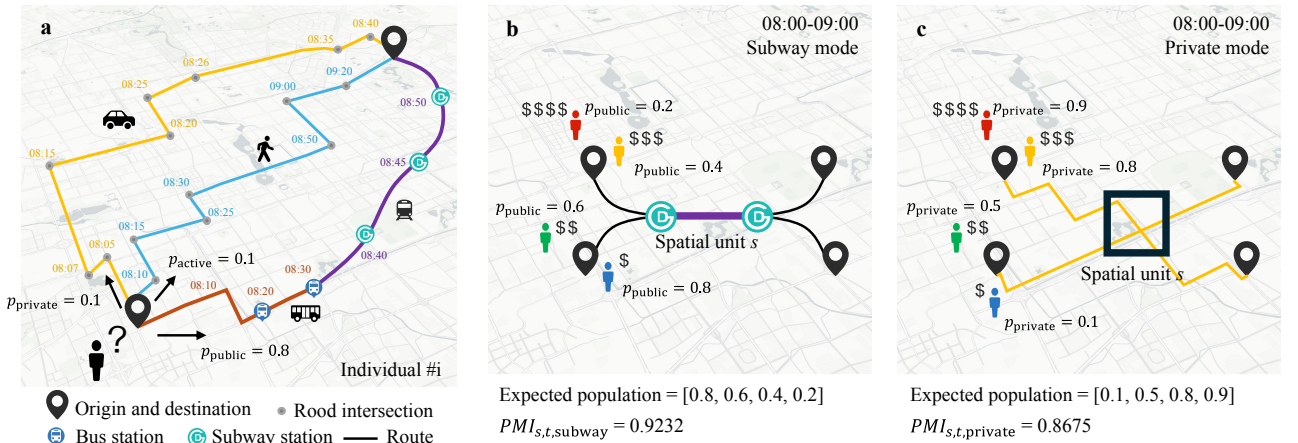 a
08:40
08:35
08:26
08:25
08:20
08:15
09:20
09:00
08:50
08:50
08:45
08:40
08:30
08:25
08:15
08:10
08:05
08:07
08:10
08:20
08:30
p_active = 0.1
p_private = 0.1
p_public = 0.8
?
Individual #i
Origin and destination
Rood intersection
Bus station
Subway station
Route
b
08:00-09:00
Subway mode
$$$$
p_public = 0.2
$$$
p_public = 0.4
p_public = 0.6
$$
Spatial unit s
$
p_public = 0.8
Expected population = [0.8, 0.6, 0.4, 0.2]
PMI_s,t,subway = 0.9232
c
08:00-09:00
Private mode
$$$$
p_private = 0.9
$$$
p_private = 0.8
p_private = 0.5
$$
Spatial unit s
$
p_private = 0.1
Expected population = [0.1, 0.5, 0.8, 0.9]
PMI_s,t,private = 0.8675